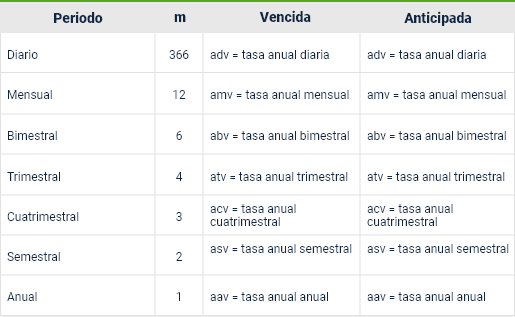 Periodo m Vencida Anticipada
Diario 366 adv = tasa anual diaria adv = tasa anual diaria
Mensual 12 amv = tasa anual mensual amv = tasa anual mensual
Bimestral 6 abv = tasa anual bimestral abv = tasa anual bimestral
Trimestral 4 atv = tasa anual trimestral atv = tasa anual trimestral
Cuatrimestral 3 acv = tasa anual cuatrimestral acv = tasa anual cuatrimestral
Semestral 2 asv = tasa anual semestral asv = tasa anual semestral
Anual 1 aav = tasa anual anual aav = tasa anual anual